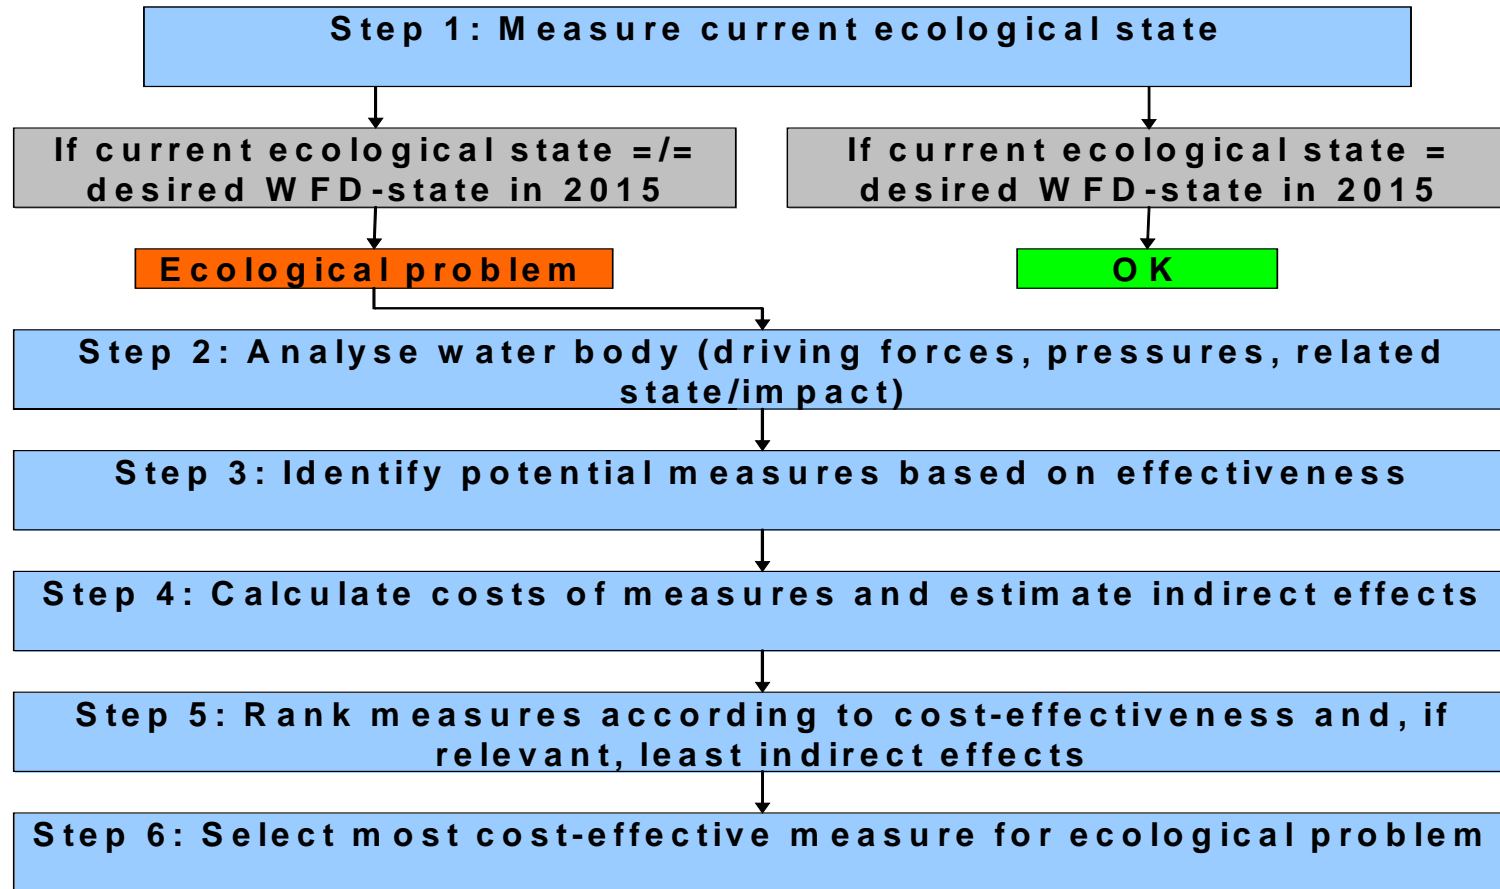 Step 1: Measure current ecological state
If current ecological state =/=
desired WFD-state in 2015
If current ecological state =
desired WFD-state in 2015
Ecological problem
OK
Step 2: Analyse water body (driving forces, pressures, related
state/impact)
Step 3: Identify potential measures based on effectiveness
Step 4: Calculate costs of measures and estimate indirect effects
Step 5: Rank measures according to cost-effectiveness and, if
relevant, least indirect effects
Step 6: Select most cost-effective measure for ecological problem